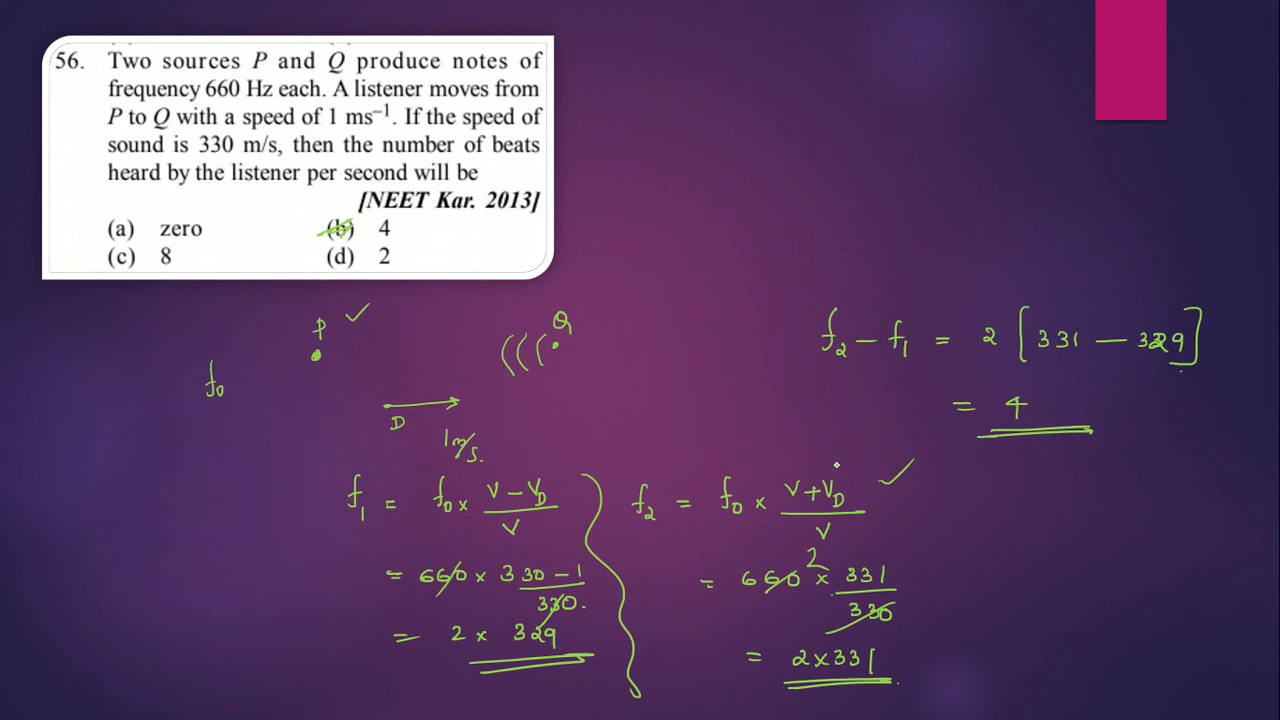 56. Two sources P and Q produce notes of
frequency 660 Hz each. A listener moves from
P to Q with a speed of 1 ms⁻¹. If the speed of
sound is 330 m/s, then the number of beats
heard by the listener per second will be
[NEET Kar. 2013]
(a) zero (b) 4
(c) 8 (d) 2
P ✓ Q
f₀
D
1 m/s.
f₂ – f₁ = 2 [331 – 329]
= 4
f₁ = f₀ × (V – V_D)/V
= 660 × (330 – 1)/330.
= 2 × 329
f₂ = f₀ × (V + V_D)/V ✓
= 660 2 × 331/330
= 2×331